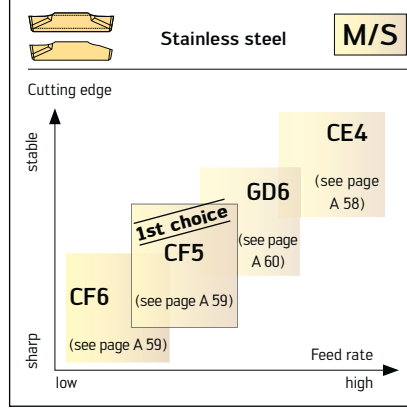 Stainless steel
M/S
Cutting edge
stable
CE4
(see page
A 58)
GD6
(see page
A 60)
1st choice
CF5
(see page A 59)
CF6
(see page A 59)
sharp
Feed rate
low
high